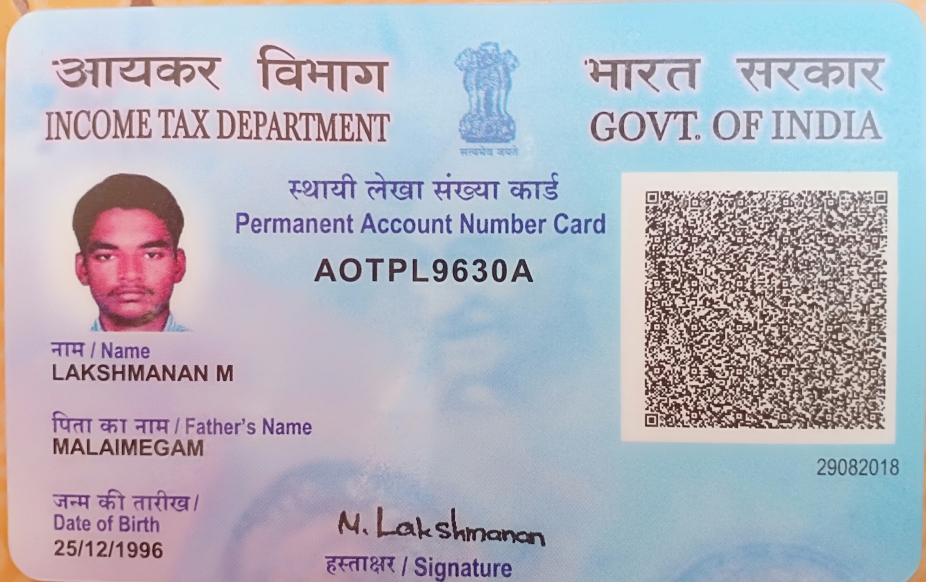 आयकर विभाग
INCOME TAX DEPARTMENT
सत्यमेव जयते
भारत सरकार
GOVT. OF INDIA
स्थायी लेखा संख्या कार्ड
Permanent Account Number Card
AOTPL9630A
नाम / Name
LAKSHMANAN M
पिता का नाम / Father's Name
MALAIMEGAM
29082018
जन्म की तारीख /
Date of Birth
25/12/1996
M. Lakshmanan
हस्ताक्षर / Signature